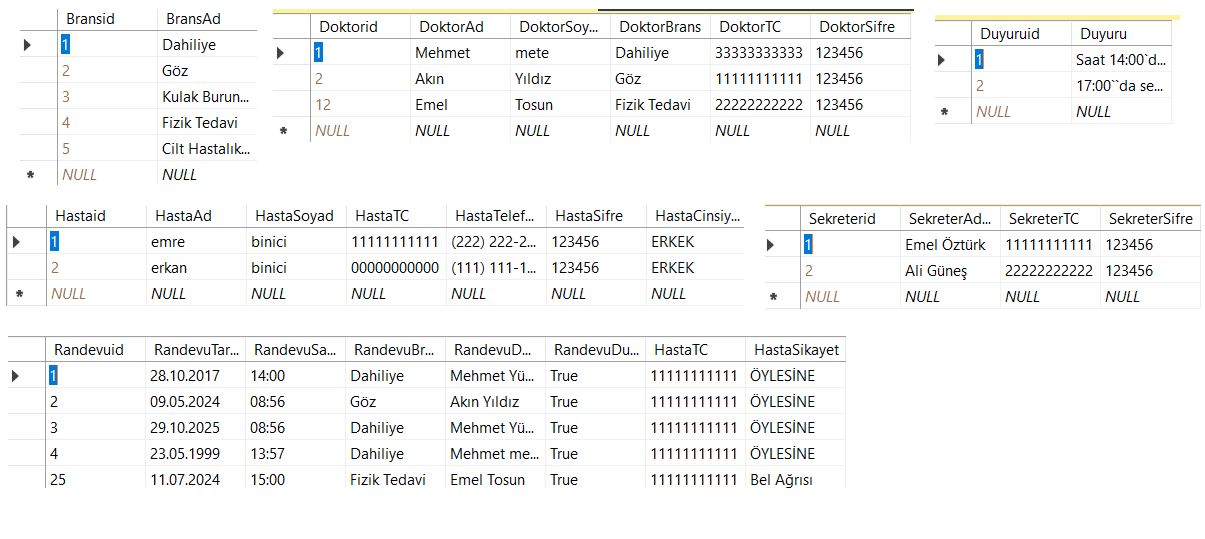 Bransid BransAd
1 Dahiliye
2 Göz
3 Kulak Burun...
4 Fizik Tedavi
5 Cilt Hastalık...
NULL NULL
Doktorid DoktorAd DoktorSoy... DoktorBrans DoktorTC DoktorSifre
1 Mehmet mete Dahiliye 33333333333 123456
2 Akın Yıldız Göz 11111111111 123456
12 Emel Tosun Fizik Tedavi 22222222222 123456
NULL NULL NULL NULL NULL NULL
Duyuruid Duyuru
1 Saat 14:00`d...
2 17:00``da se...
NULL NULL
Hastaid HastaAd HastaSoyad HastaTC HastaTelef... HastaSifre HastaCinsiy...
1 emre binici 11111111111 (222) 222-2... 123456 ERKEK
2 erkan binici 00000000000 (111) 111-1... 123456 ERKEK
NULL NULL NULL NULL NULL NULL NULL
Sekreterid SekreterAd... SekreterTC SekreterSifre
1 Emel Öztürk 11111111111 123456
2 Ali Güneş 22222222222 123456
NULL NULL NULL NULL
Randevuid RandevuTar... RandevuSa... RandevuBr... RandevuD... RandevuDu... HastaTC HastaSikayet
1 28.10.2017 14:00 Dahiliye Mehmet Yü... True 11111111111 ÖYLESİNE
2 09.05.2024 08:56 Göz Akın Yıldız True 11111111111 ÖYLESİNE
3 29.10.2025 08:56 Dahiliye Mehmet Yü... True 11111111111 ÖYLESİNE
4 23.05.1999 13:57 Dahiliye Mehmet me... True 11111111111 ÖYLESİNE
25 11.07.2024 15:00 Fizik Tedavi Emel Tosun True 11111111111 Bel Ağrısı